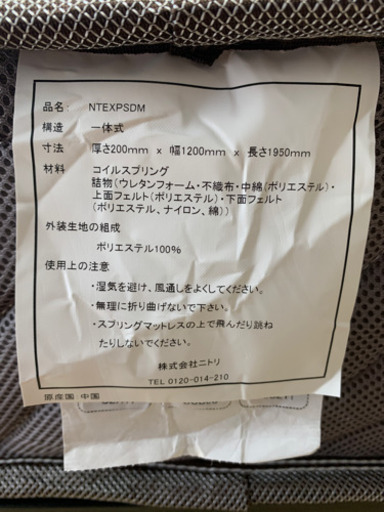 品名: NTEXPSDM
構造 一体式
寸法 厚さ200mm × 幅1200mm × 長さ1950mm
材料 コイルスプリング
詰物(ウレタンフォーム・不織布・中綿(ポリエステル)・
上面フェルト(ポリエステル)・下面フェルト
(ポリエステル、ナイロン、綿))
外装生地の組成
ポリエステル100%
使用上の注意
・湿気を避け、風通しをよくしてください。
・無理に折り曲げないで下さい。
・スプリングマットレスの上で飛んだり跳ね
たりしないでください。
株式会社ニトリ
TEL 0120-014-210
原産国 中国